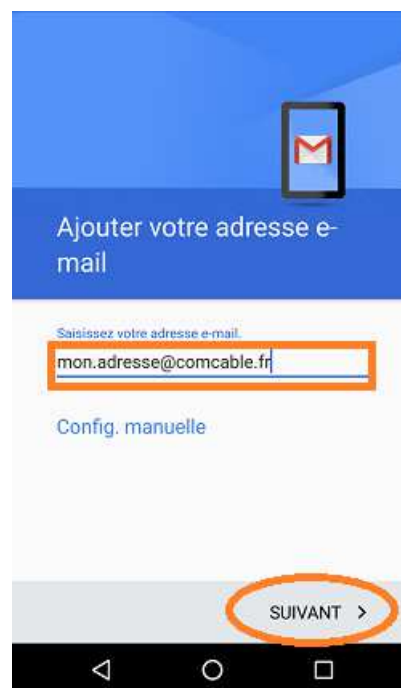 Ajouter votre adresse e-
mail
Saisissez votre adresse e-mail.
mon.adresse@comcable.fr
Config. manuelle
SUIVANT >